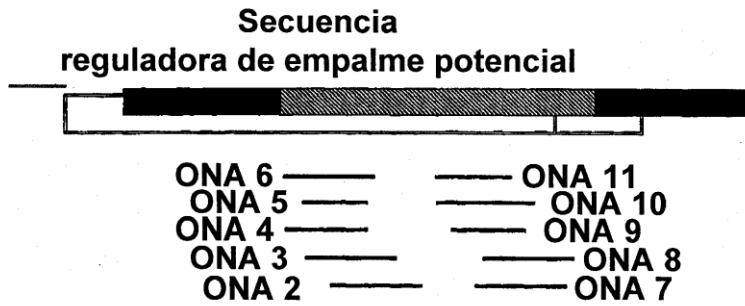 Secuencia
reguladora de empalme potencial
ONA 6 ONA 11
ONA 5 ONA 10
ONA 4 ONA 9
ONA 3 ONA 8
ONA 2 ONA 7